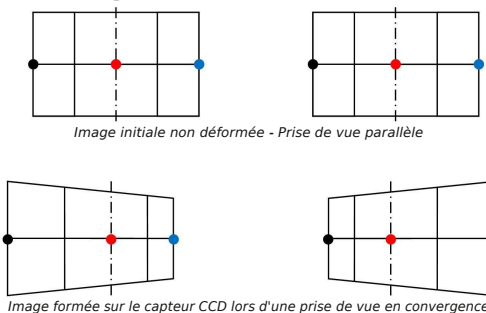 Image initiale non déformée - Prise de vue parallèle
Image formée sur le capteur CCD lors d'une prise de vue en convergence